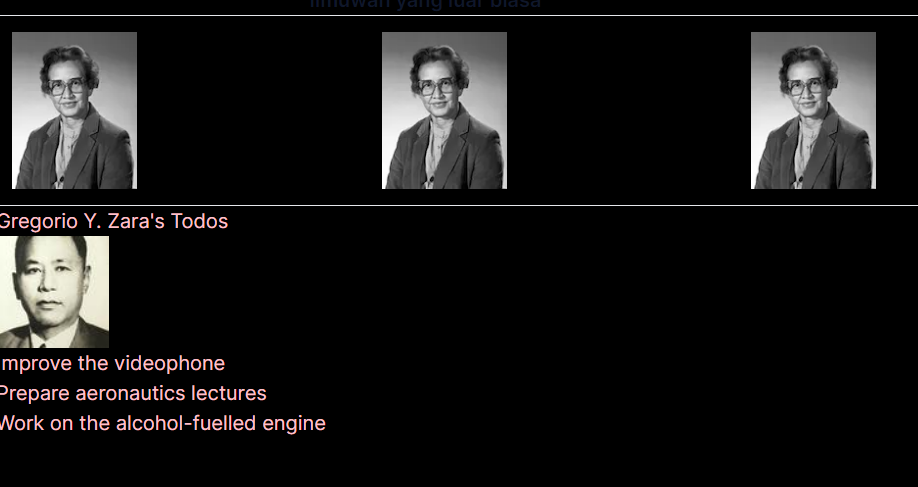 ilmuwan yang luar biasa
Gregorio Y. Zara's Todos
Improve the videophone
Prepare aeronautics lectures
Work on the alcohol-fuelled engine